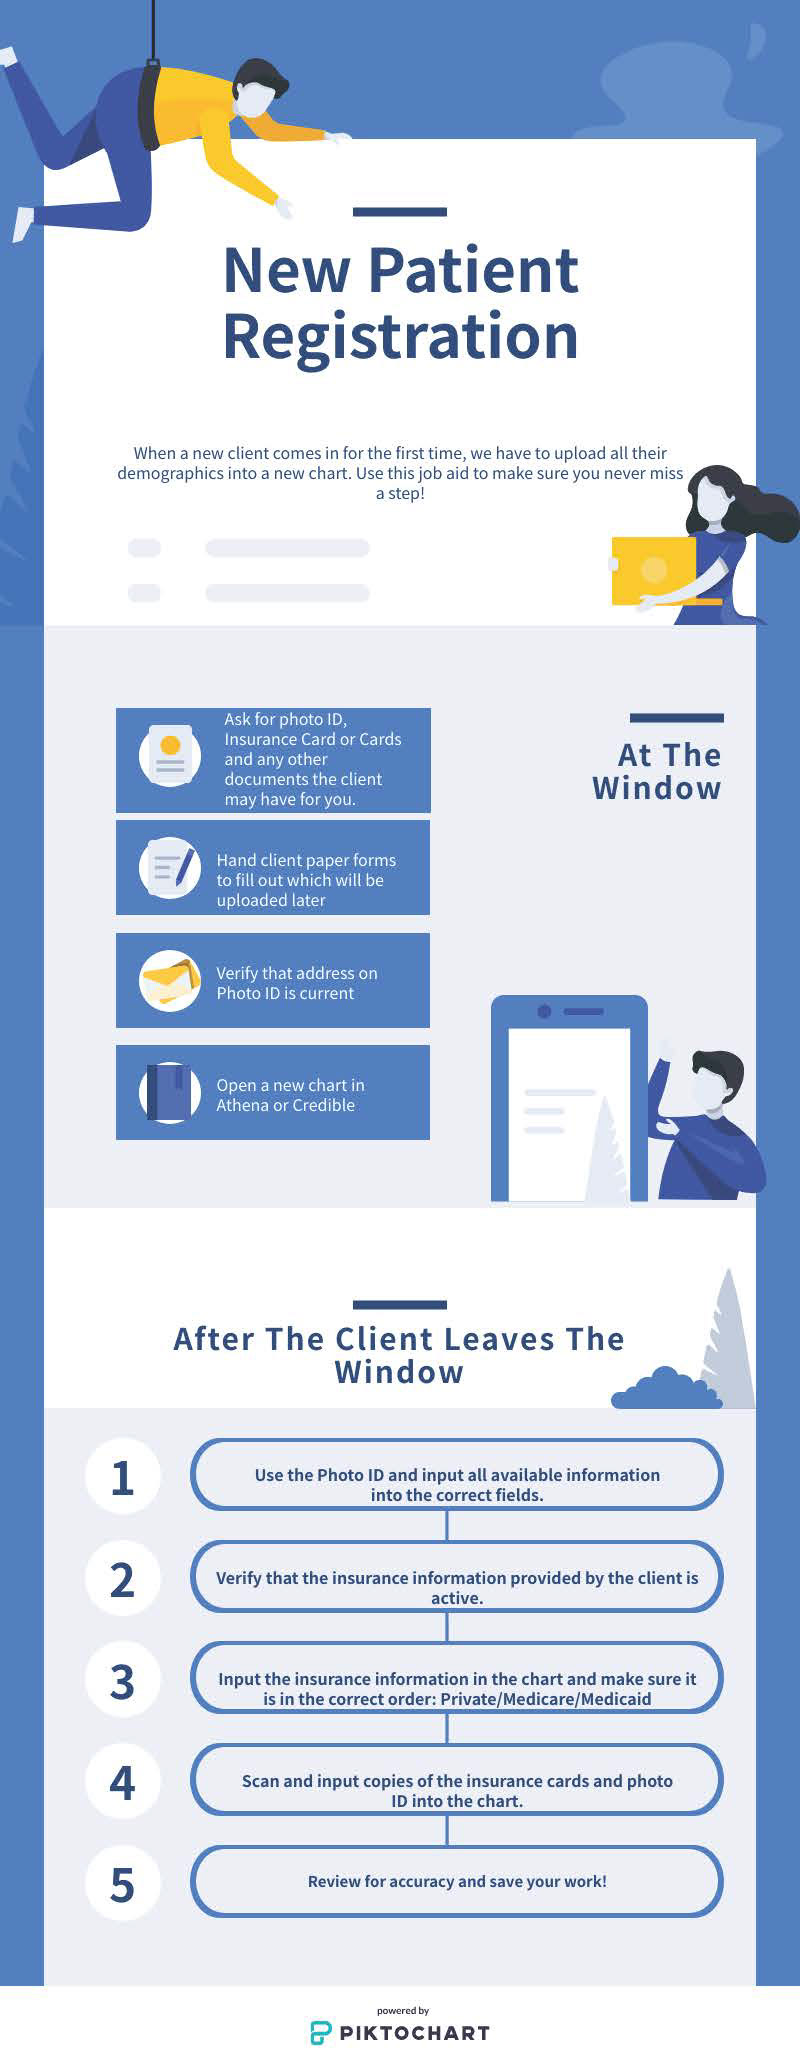 New Patient
Registration
When a new client comes in for the first time, we have to upload all their
demographics into a new chart. Use this job aid to make sure you never miss
a step!
At The
Window
Ask for photo ID,
Insurance Card or Cards
and any other
documents the client
may have for you.
Hand client paper forms
to fill out which will be
uploaded later
Verify that address on
Photo ID is current
Open a new chart in
Athena or Credible
After The Client Leaves The
Window
1
Use the Photo ID and input all available information
into the correct fields.
2
Verify that the insurance information provided by the client is
active.
3
Input the insurance information in the chart and make sure it
is in the correct order: Private/Medicare/Medicaid
4
Scan and input copies of the insurance cards and photo
ID into the chart.
5
Review for accuracy and save your work!
powered by
PIKTOCHART